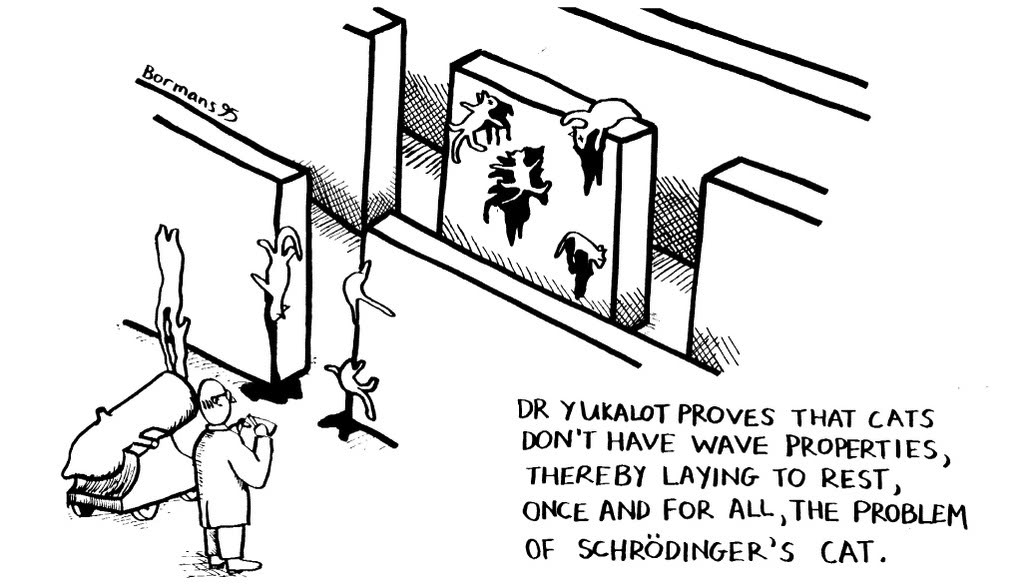 Bormans 95
DR YUKALOT PROVES THAT CATS
DON'T HAVE WAVE PROPERTIES,
THEREBY LAYING TO REST,
ONCE AND FOR ALL, THE PROBLEM
OF SCHRÖDINGER'S CAT.